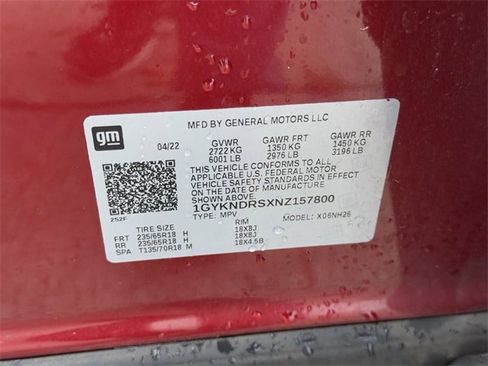 gm
MFD BY GENERAL MOTORS LLC
04/22 GVWR GAWR FRT GAWR RR
2722 KG 1350 KG 1450 KG
6001 LB 2976 LB 3196 LB
THIS VEHICLE CONFORMS TO ALL
APPLICABLE U.S. FEDERAL MOTOR
VEHICLE SAFETY STANDARDS IN
EFFECT ON THE DATE OF MANUFACTURE
SHOWN ABOVE.
1GYKNDRSXNZ157800
252F TYPE: MPV MODEL: X06NH26
TIRE SIZE RIM
FRT 235/65R18 H 18X8J
RR 235/65R18 H 18X8J
SPA T135/70R18 M 18X4.5B